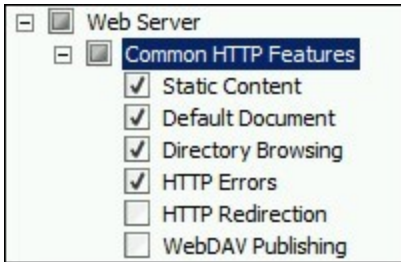 Web Server
Common HTTP Features
Static Content
Default Document
Directory Browsing
HTTP Errors
HTTP Redirection
WebDAV Publishing